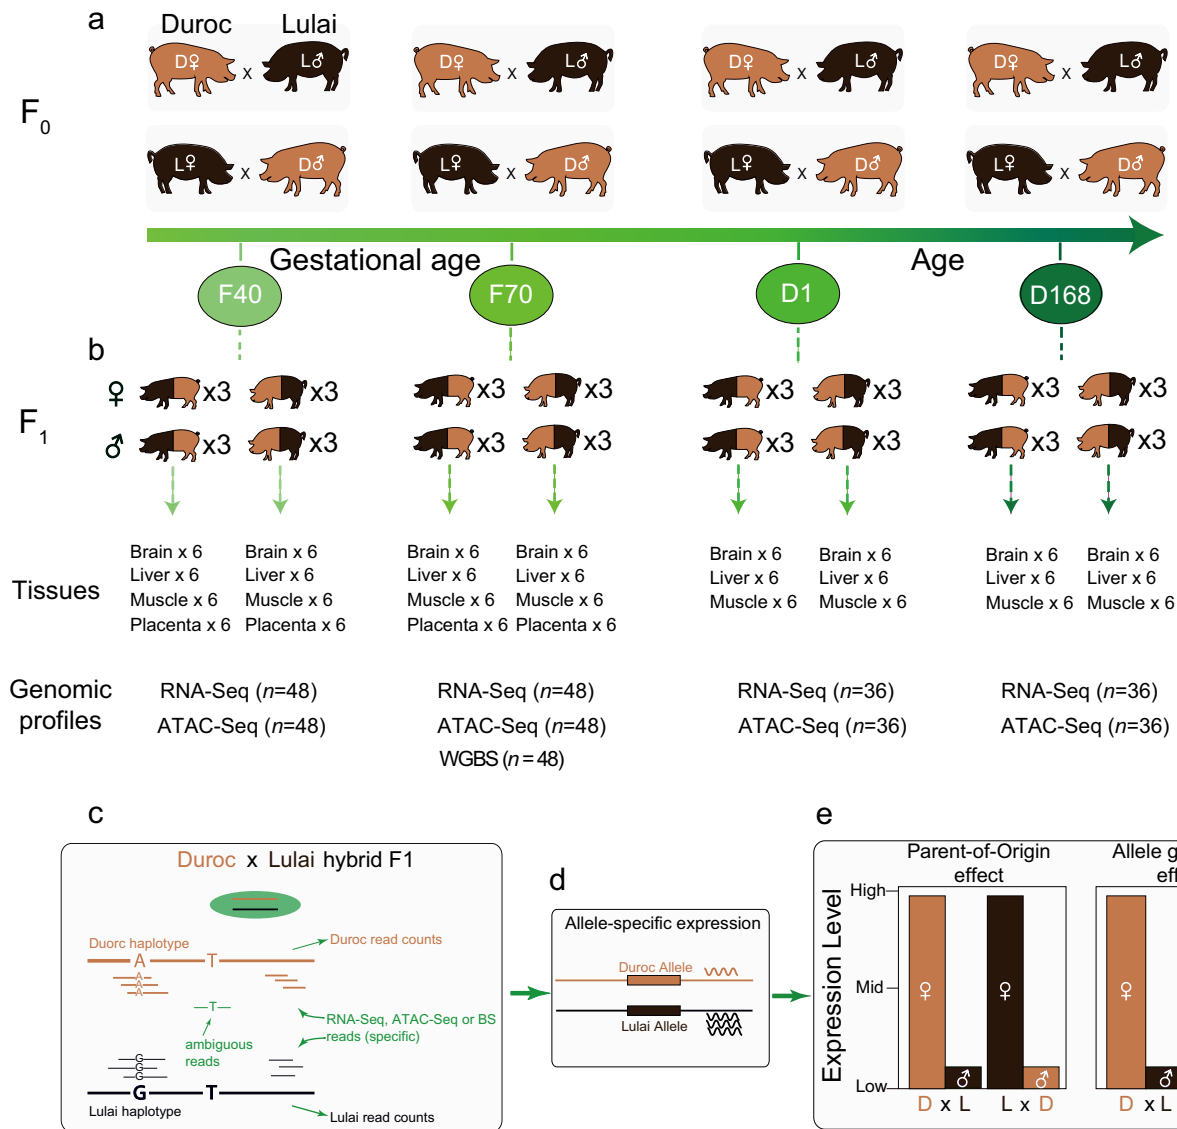 a
Duroc Lulai
D♀ x L♂ D♀ x L♂ D♀ x L♂ D♀ x L♂
F0
L♀ x D♂ L♀ x D♂ L♀ x D♂ L♀ x D♂
Gestational age Age
F40 F70 D1 D168
b
♀ x3 x3 x3 x3 x3 x3 x3 x3
F1
♂ x3 x3 x3 x3 x3 x3 x3 x3
Tissues
Brain x 6 Brain x 6 Brain x 6 Brain x 6 Brain x 6 Brain x 6 Brain x 6 Brain x 6
Liver x 6 Liver x 6 Liver x 6 Liver x 6 Liver x 6 Liver x 6 Liver x 6 Liver x 6
Muscle x 6 Muscle x 6 Muscle x 6 Muscle x 6 Muscle x 6 Muscle x 6 Muscle x 6 Muscle x 6
Placenta x 6 Placenta x 6 Placenta x 6 Placenta x 6
Genomic
profiles
RNA-Seq (n=48) RNA-Seq (n=48) RNA-Seq (n=36) RNA-Seq (n=36)
ATAC-Seq (n=48) ATAC-Seq (n=48) ATAC-Seq (n=36) ATAC-Seq (n=36)
WGBS (n = 48)
c
Duroc x Lulai hybrid F1
Duorc haplotype
Duroc read counts
A T
A
A
A
T
ambiguous
reads
RNA-Seq, ATAC-Seq or BS
reads (specific)
G
G
G
G T
Lulai haplotype
Lulai read counts
d
Allele-specific expression
Duroc Allele
Lulai Allele
e
Parent-of-Origin
effect
Allele g
eff
Expression Level
High
Mid
Low
♀ ♂ ♀ ♂ ♀ ♂
D x L L x D D x L